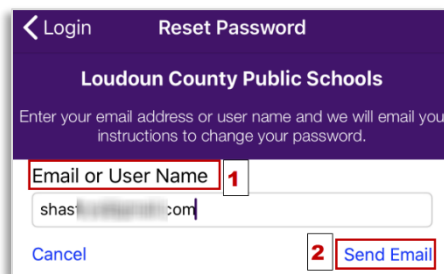 Login Reset Password
Loudoun County Public Schools
Enter your email address or user name and we will email you
instructions to change your password.
Email or User Name 1
shas com
Cancel 2 Send Email